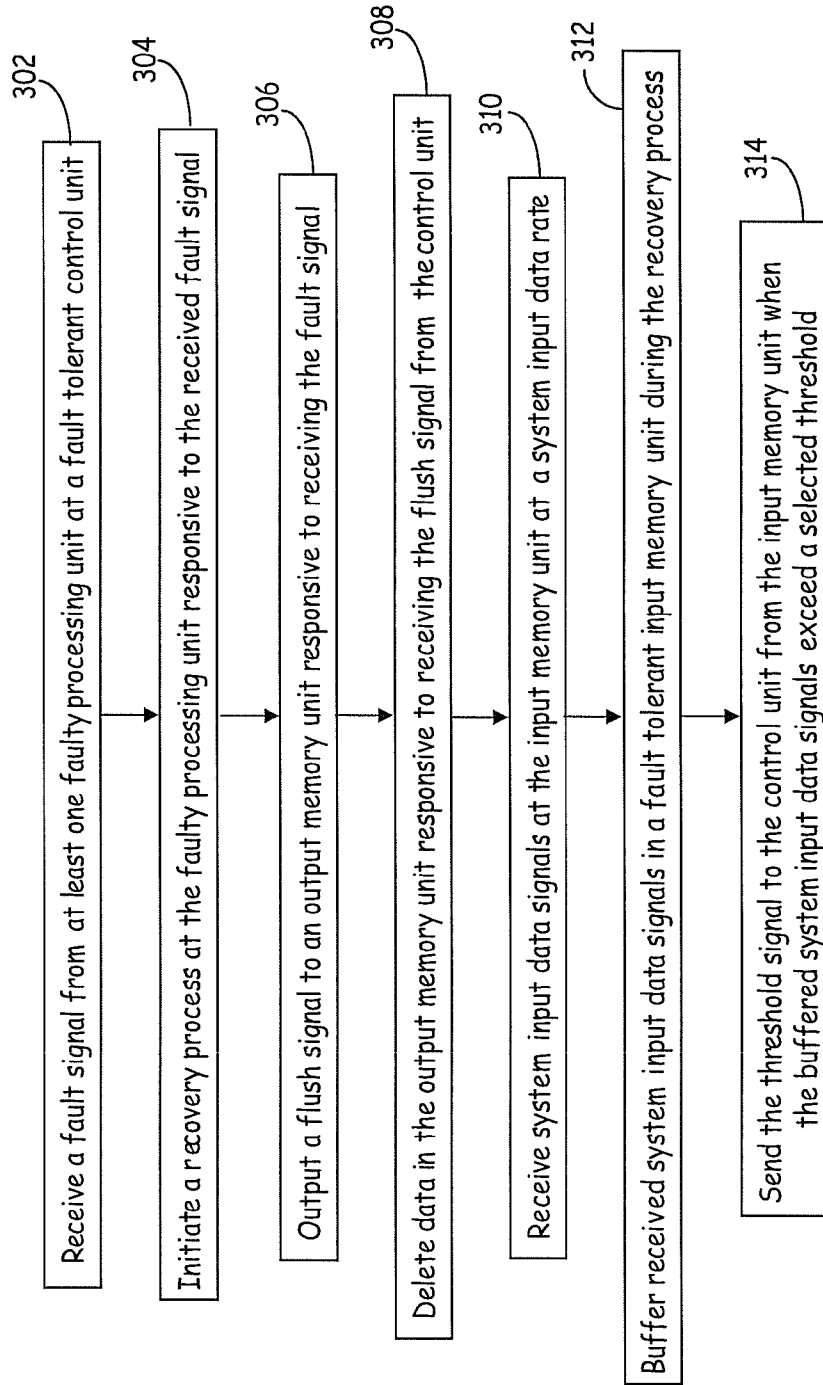 302
Receive a fault signal from at least one faulty processing unit at a fault tolerant control unit
304
Initiate a recovery process at the faulty processing unit responsive to the received fault signal
306
Output a flush signal to an output memory unit responsive to receiving the fault signal
308
Delete data in the output memory unit responsive to receiving the flush signal from the control unit
310
Receive system input data signals at the input memory unit at a system input data rate
312
Buffer received system input data signals in a fault tolerant input memory unit during the recovery process
314
Send the threshold signal to the control unit from the input memory unit when
the buffered system input data signals exceed a selected threshold